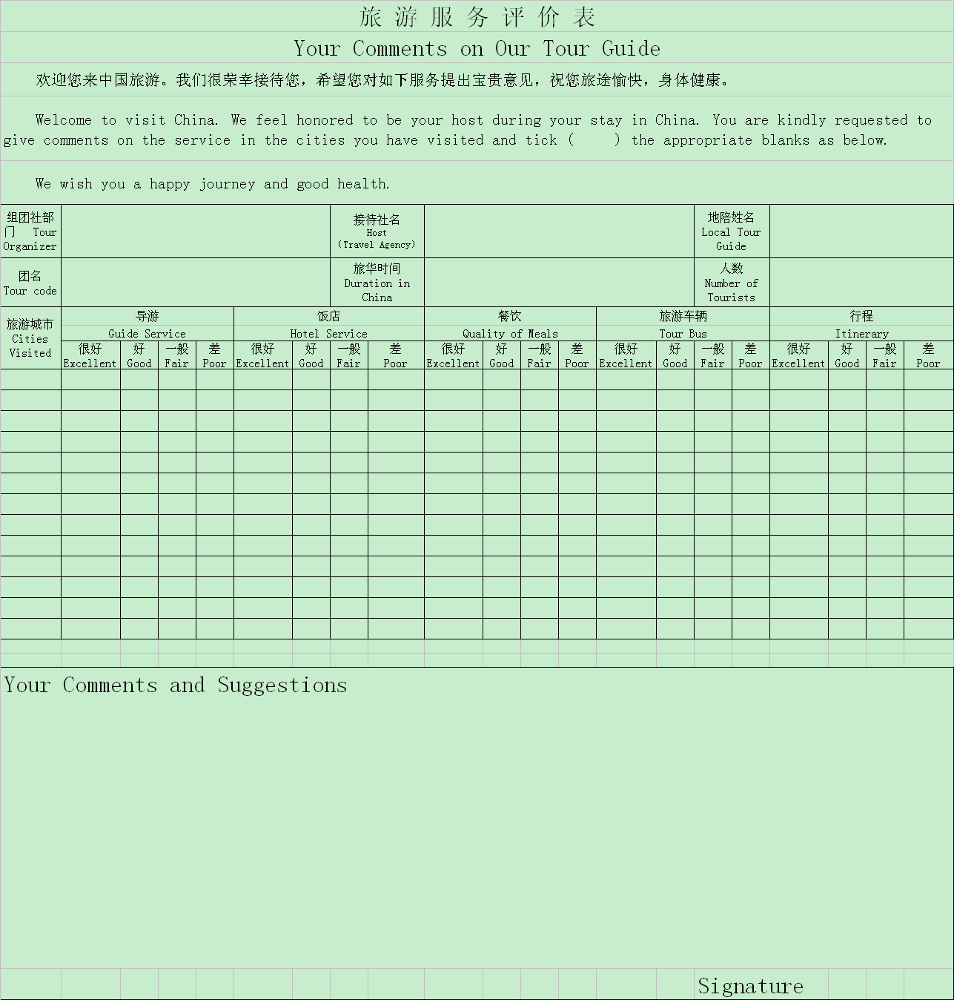 旅 游 服 务 评 价 表
Your Comments on Our Tour Guide
欢迎您来中国旅游。我们很荣幸接待您，希望您对如下服务提出宝贵意见，祝您旅途愉快，身体健康。
Welcome to visit China. We feel honored to be your host during your stay in China. You are kindly requested to
give comments on the service in the cities you have visited and tick (    ) the appropriate blanks as below.
We wish you a happy journey and good health.
组团社部
门 Tour
Organizer
接待社名
Host
（Travel Agency）
地陪姓名
Local Tour
Guide
团名
Tour code
旅华时间
Duration in
China
人数
Number of
Tourists
旅游城市
Cities
Visited
导游 饭店 餐饮 旅游车辆 行程
Guide Service Hotel Service Quality of Meals Tour Bus Itinerary
很好 好 一般 差 很好 好 一般 差 很好 好 一般 差 很好 好 一般 差 很好 好 一般 差
Excellent Good Fair Poor Excellent Good Fair Poor Excellent Good Fair Poor Excellent Good Fair Poor Excellent Good Fair Poor
Your Comments and Suggestions
Signature